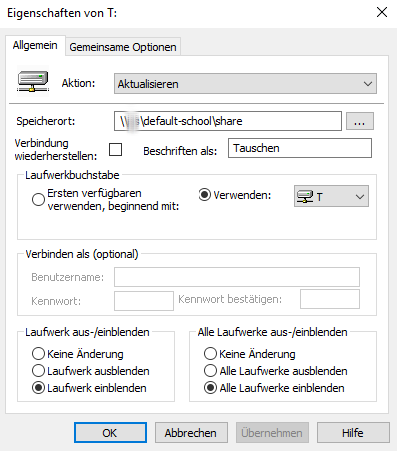 Eigenschaften von T:
Allgemein
Gemeinsame Optionen
Aktion:
Aktualisieren
Speicherort:
\\ \default-school\share
...
Verbindung
wiederherstellen:
Beschriften als:
Tauschen
Laufwerkbuchstabe
Ersten verfügbaren
verwenden, beginnend mit:
Verwenden:
T
Verbinden als (optional)
Benutzername:
Kennwort:
Kennwort bestätigen:
Laufwerk aus-/einblenden
Keine Änderung
Laufwerk ausblenden
Laufwerk einblenden
Alle Laufwerke aus-/einblenden
Keine Änderung
Alle Laufwerke ausblenden
Alle Laufwerke einblenden
OK
Abbrechen
Übernehmen
Hilfe